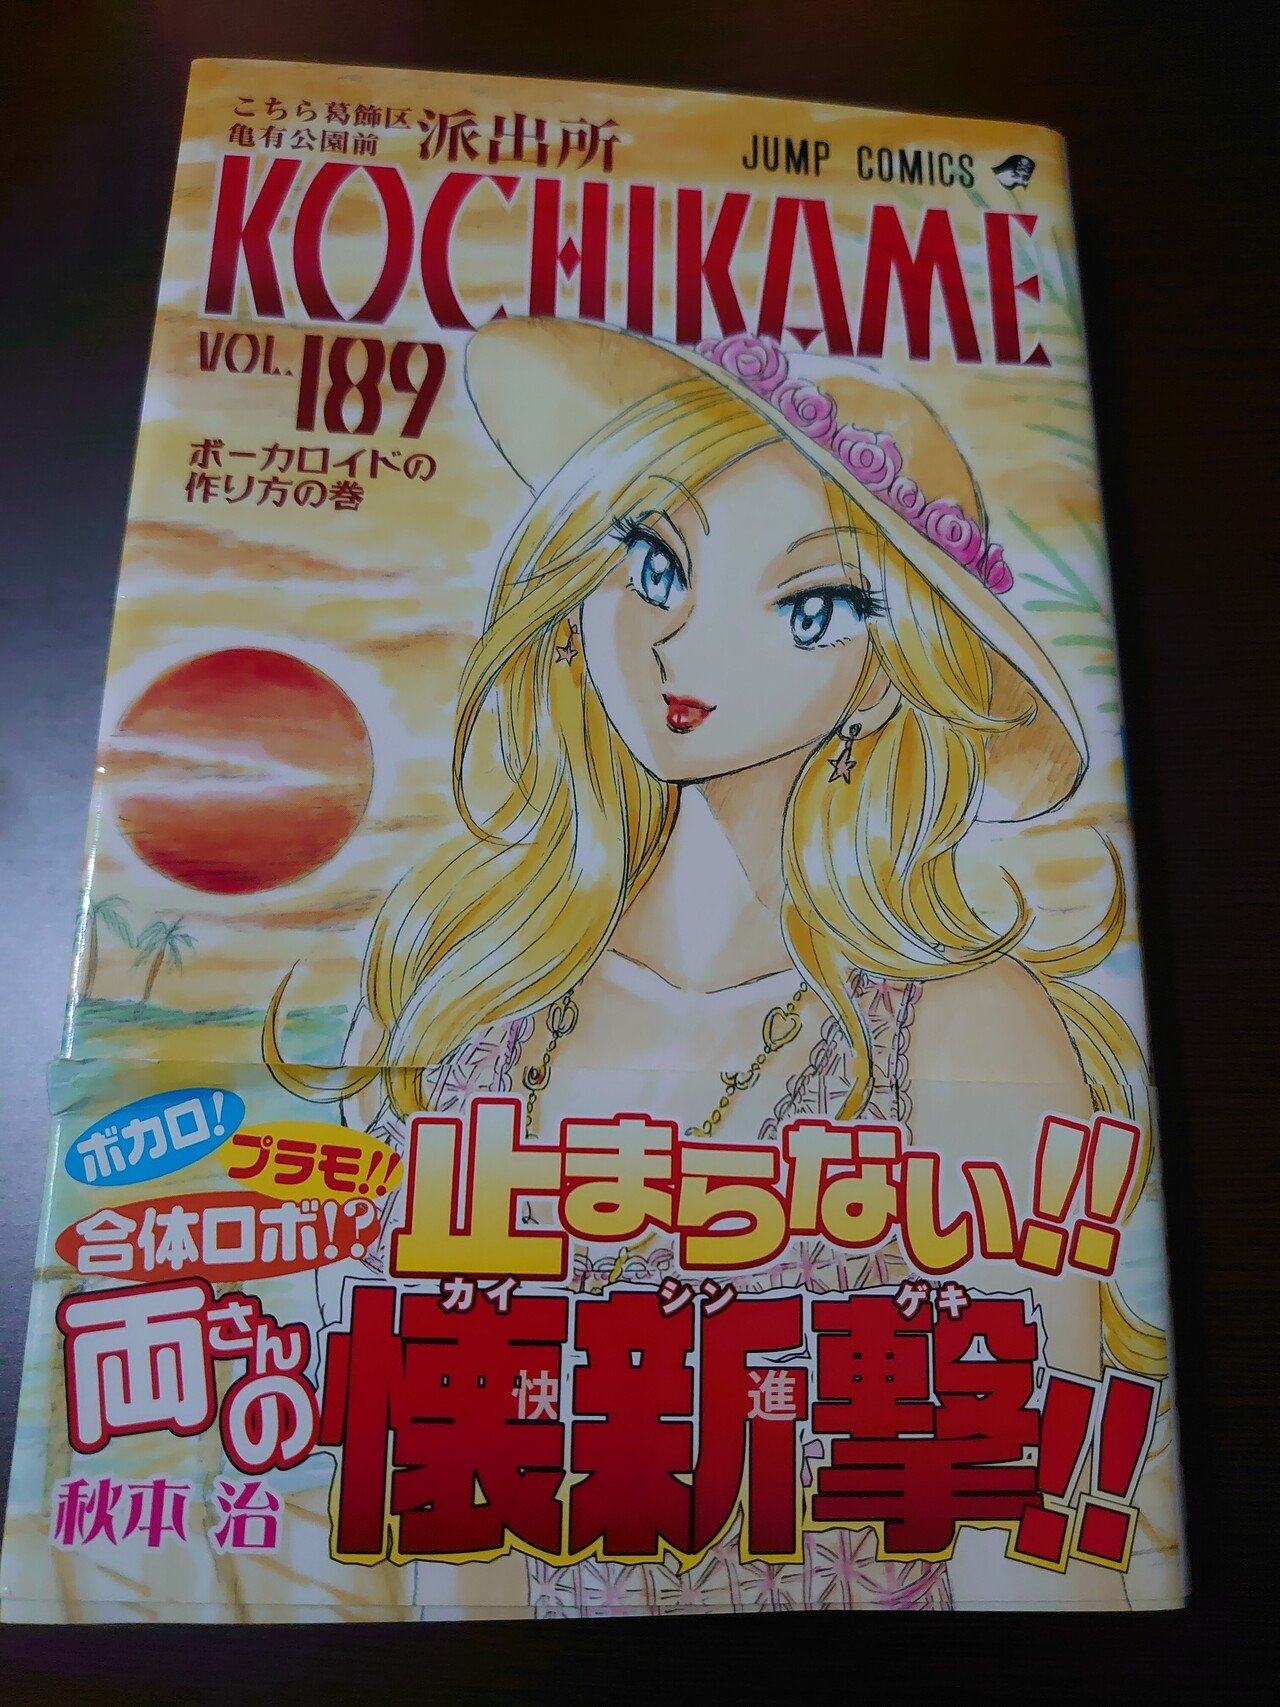 こちら葛飾区
亀有公園前
派出所
JUMP COMICS
KOCHIKAME
VOL. 189
ボーカロイドの
作り方の巻
ボカロ!
プラモ!!
合体ロボ!?
止まらない!!
両さんの
カイ シン ゲキ
懐新撃!!
快 進
秋本 治